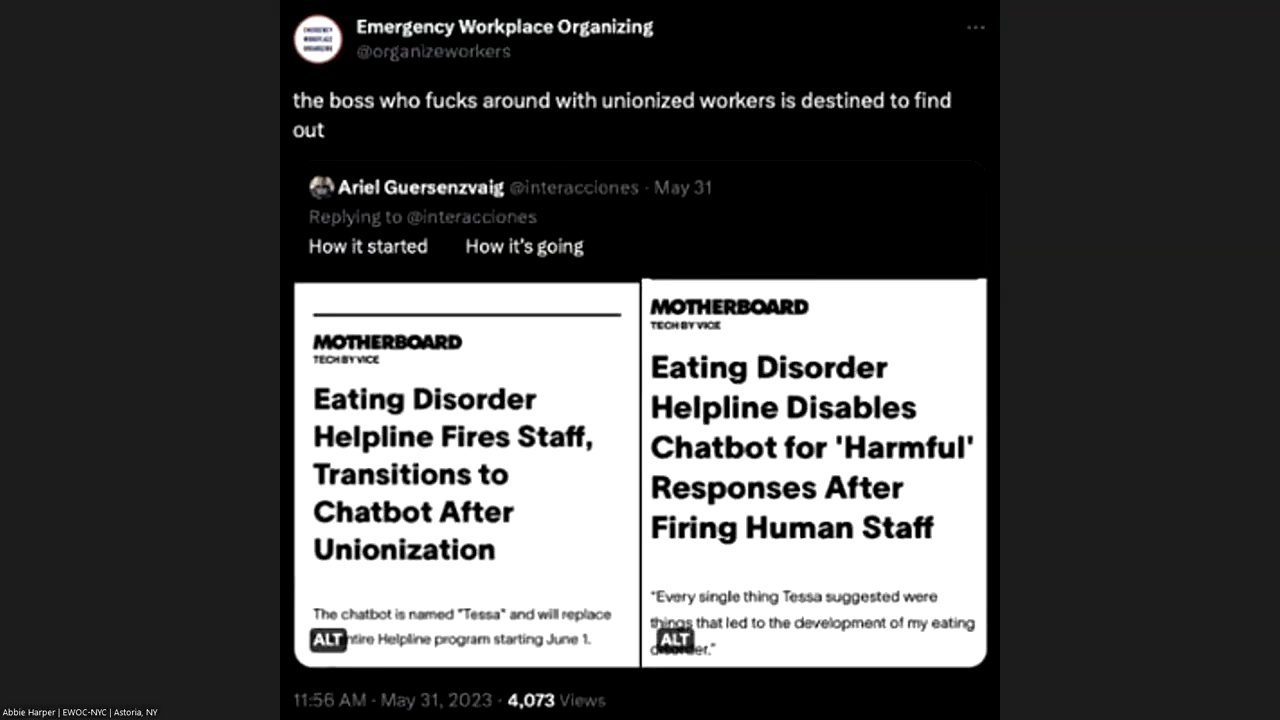 Emergency Workplace Organizing
@organizeworkers
the boss who fucks around with unionized workers is destined to find
out
Ariel Guersenzvaig @interacciones · May 31
Replying to @interacciones
How it started How it's going
MOTHERBOARD
TECH BY VICE
Eating Disorder
Helpline Fires Staff,
Transitions to
Chatbot After
Unionization
The chatbot is named "Tessa" and will replace
ALT ntire Helpline program starting June 1.
MOTHERBOARD
TECH BY VICE
Eating Disorder
Helpline Disables
Chatbot for 'Harmful'
Responses After
Firing Human Staff
"Every single thing Tessa suggested were
things that led to the development of my eating
ALT
disorder."
11:56 AM · May 31, 2023 · 4,073 Views
Abbie Harper | EWOC-NYC | Astoria, NY